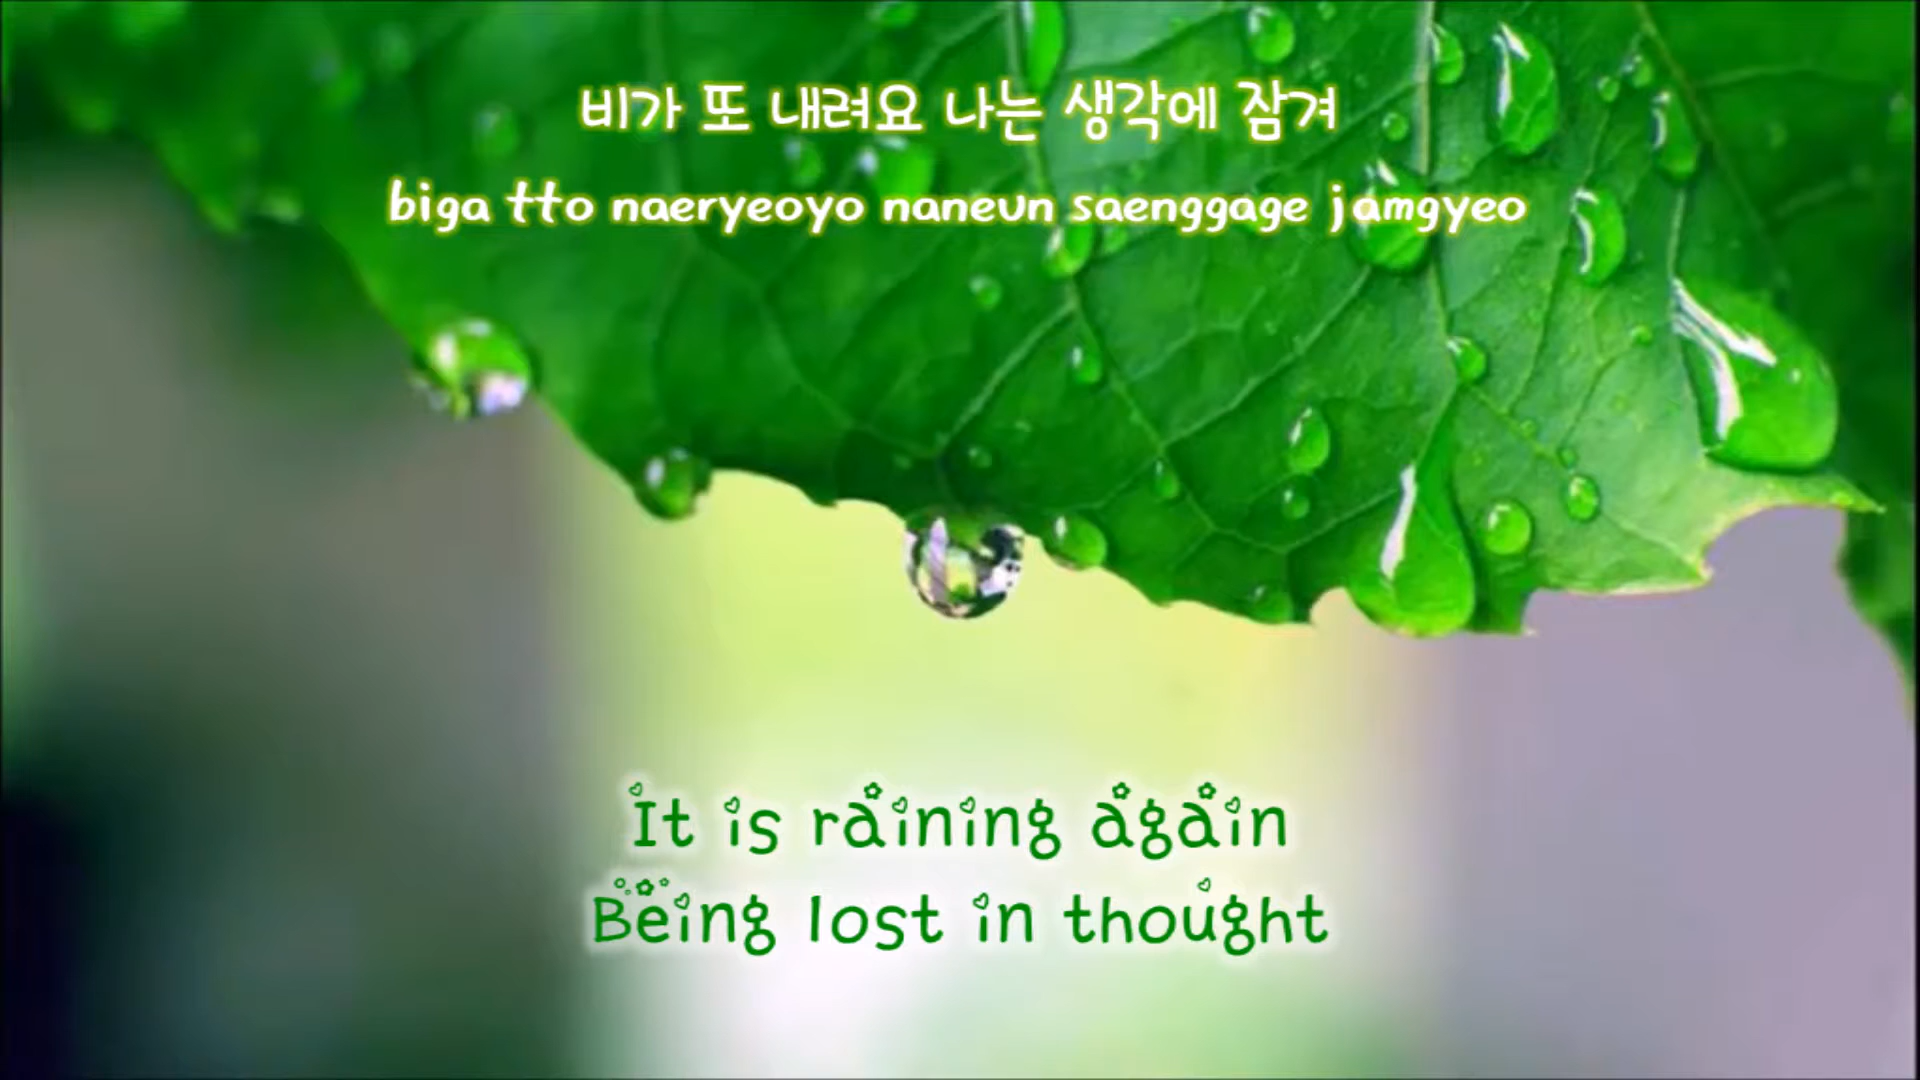 비가 또 내려요 나는 생각에 잠겨
biga tto naeryeoyo naneun saenggage jamgyeo
It is raining again
Being lost in thought